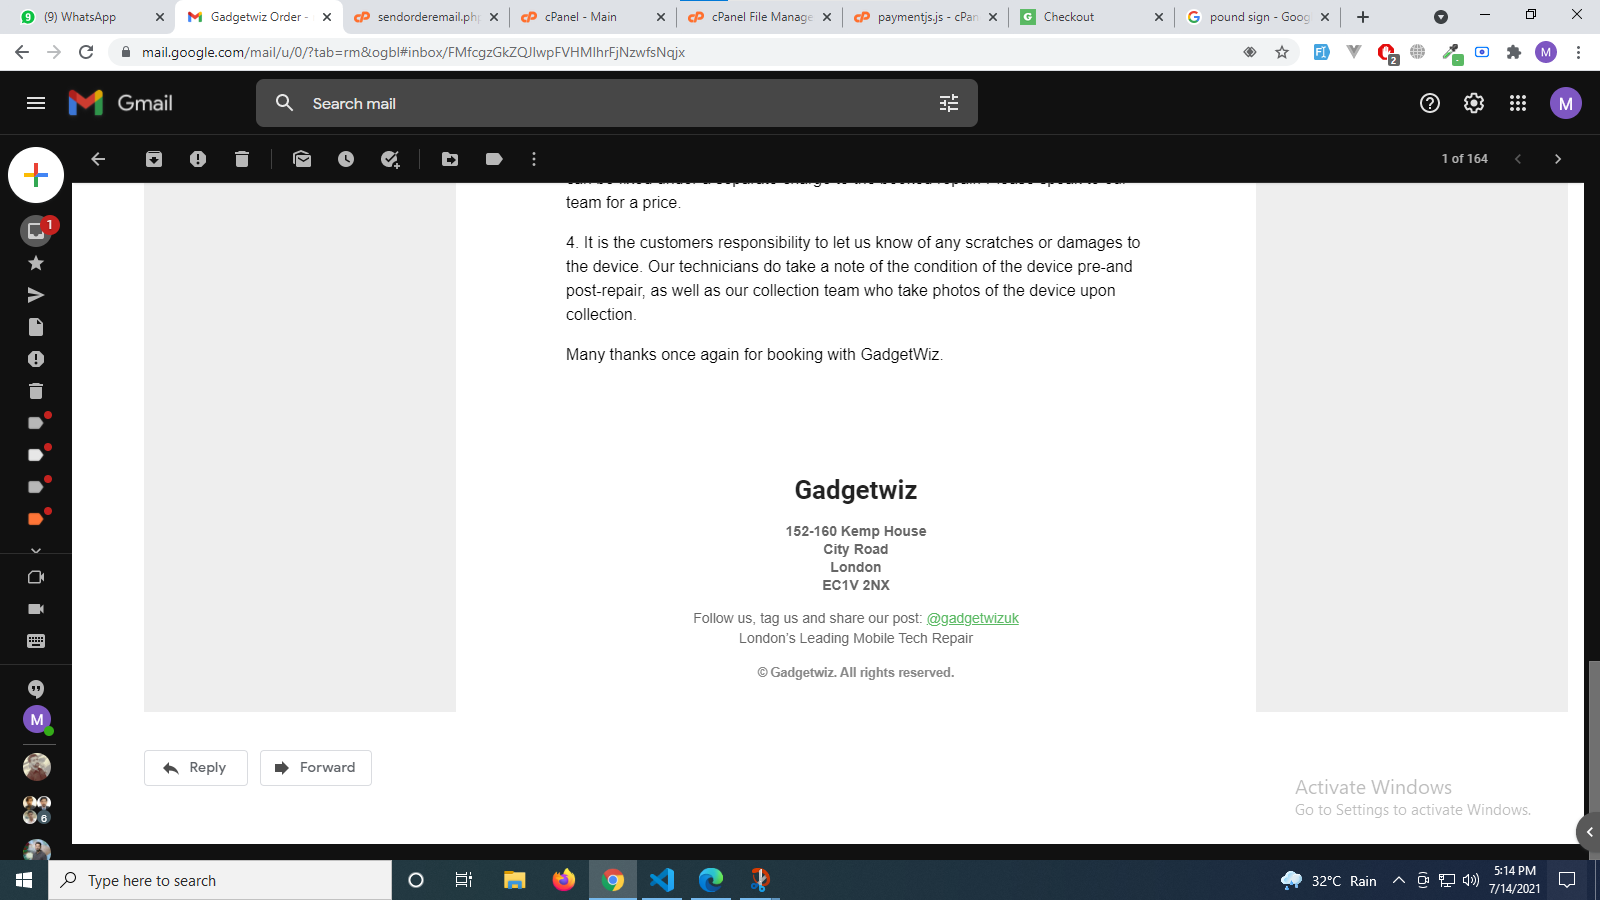 (9) WhatsApp
Gadgetwiz Order -
sendorderemail.php
cPanel - Main
cPanel File Manage
paymentjs.js - cPan
Checkout
pound sign - Goog
mail.google.com/mail/u/0/?tab=rm&ogbl#inbox/FMfcgzGkZQJlwpFVHMlhrFjNzwfsNqjx
2
M
Gmail
Search mail
M
1 of 164
1
team for a price.
4. It is the customers responsibility to let us know of any scratches or damages to
the device. Our technicians do take a note of the condition of the device pre-and
post-repair, as well as our collection team who take photos of the device upon
collection.
Many thanks once again for booking with GadgetWiz.
Gadgetwiz
152-160 Kemp House
City Road
London
EC1V 2NX
Follow us, tag us and share our post: @gadgetwizuk
London's Leading Mobile Tech Repair
© Gadgetwiz. All rights reserved.
M
6
Reply
Forward
Activate Windows
Go to Settings to activate Windows.
Type here to search
32°C Rain
5:14 PM
7/14/2021